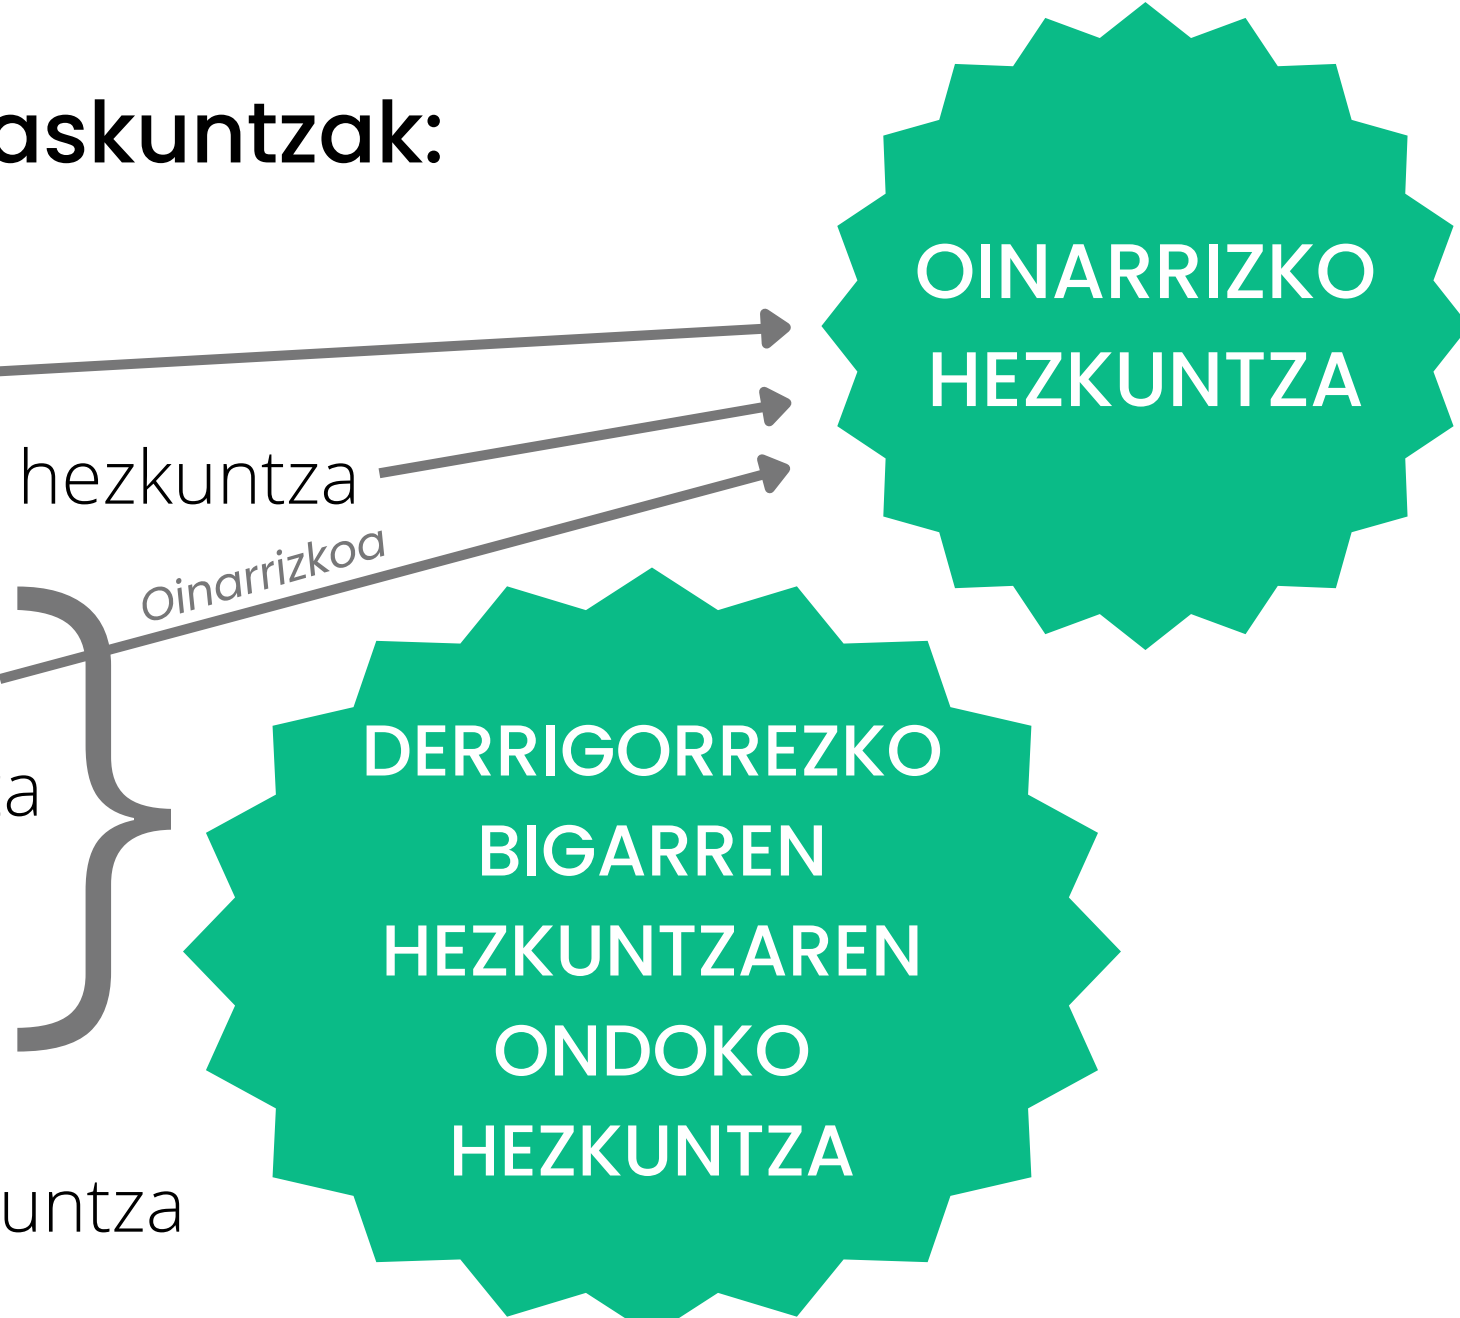 askuntzak:
OINARRIZKO
HEZKUNTZA
hezkuntza
Oinarrizkoa
DERRIGORREZKO
BIGARREN
HEZKUNTZAREN
ONDOKO
HEZKUNTZA
a
untza